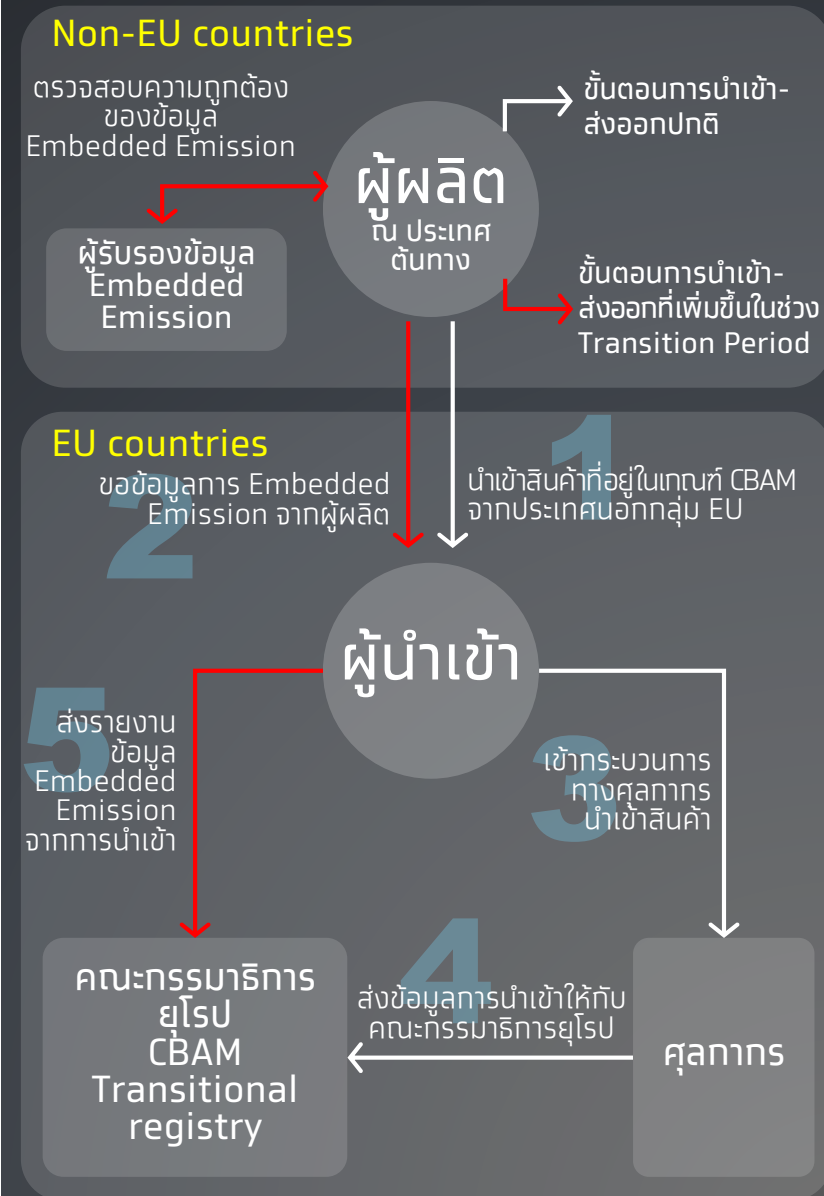 Non-EU countries
ตรวจสอบความถูกต้อง
ของข้อมูล
Embedded Emission
ผู้ผลิต
ณ ประเทศ
ต้นทาง
ขั้นตอนการนำเข้า-
ส่งออกปกติ
ผู้รับรองข้อมูล
Embedded
Emission
ขั้นตอนการนำเข้า-
ส่งออกที่เพิ่มขึ้นในช่วง
Transition Period
EU countries
1
นำเข้าสินค้าที่อยู่ในเกณฑ์ CBAM
จากประเทศนอกกลุ่ม EU
2
ขอข้อมูลการ Embedded
Emission จากผู้ผลิต
ผู้นำเข้า
3
เข้ากระบวนการ
ทางศุลกากร
นำเข้าสินค้า
5
ส่งรายงาน
ข้อมูล
Embedded
Emission
จากการนำเข้า
4
ส่งข้อมูลการนำเข้าให้กับ
คณะกรรมาธิการยุโรป
คณะกรรมาธิการ
ยุโรป
CBAM
Transitional
registry
ศุลกากร